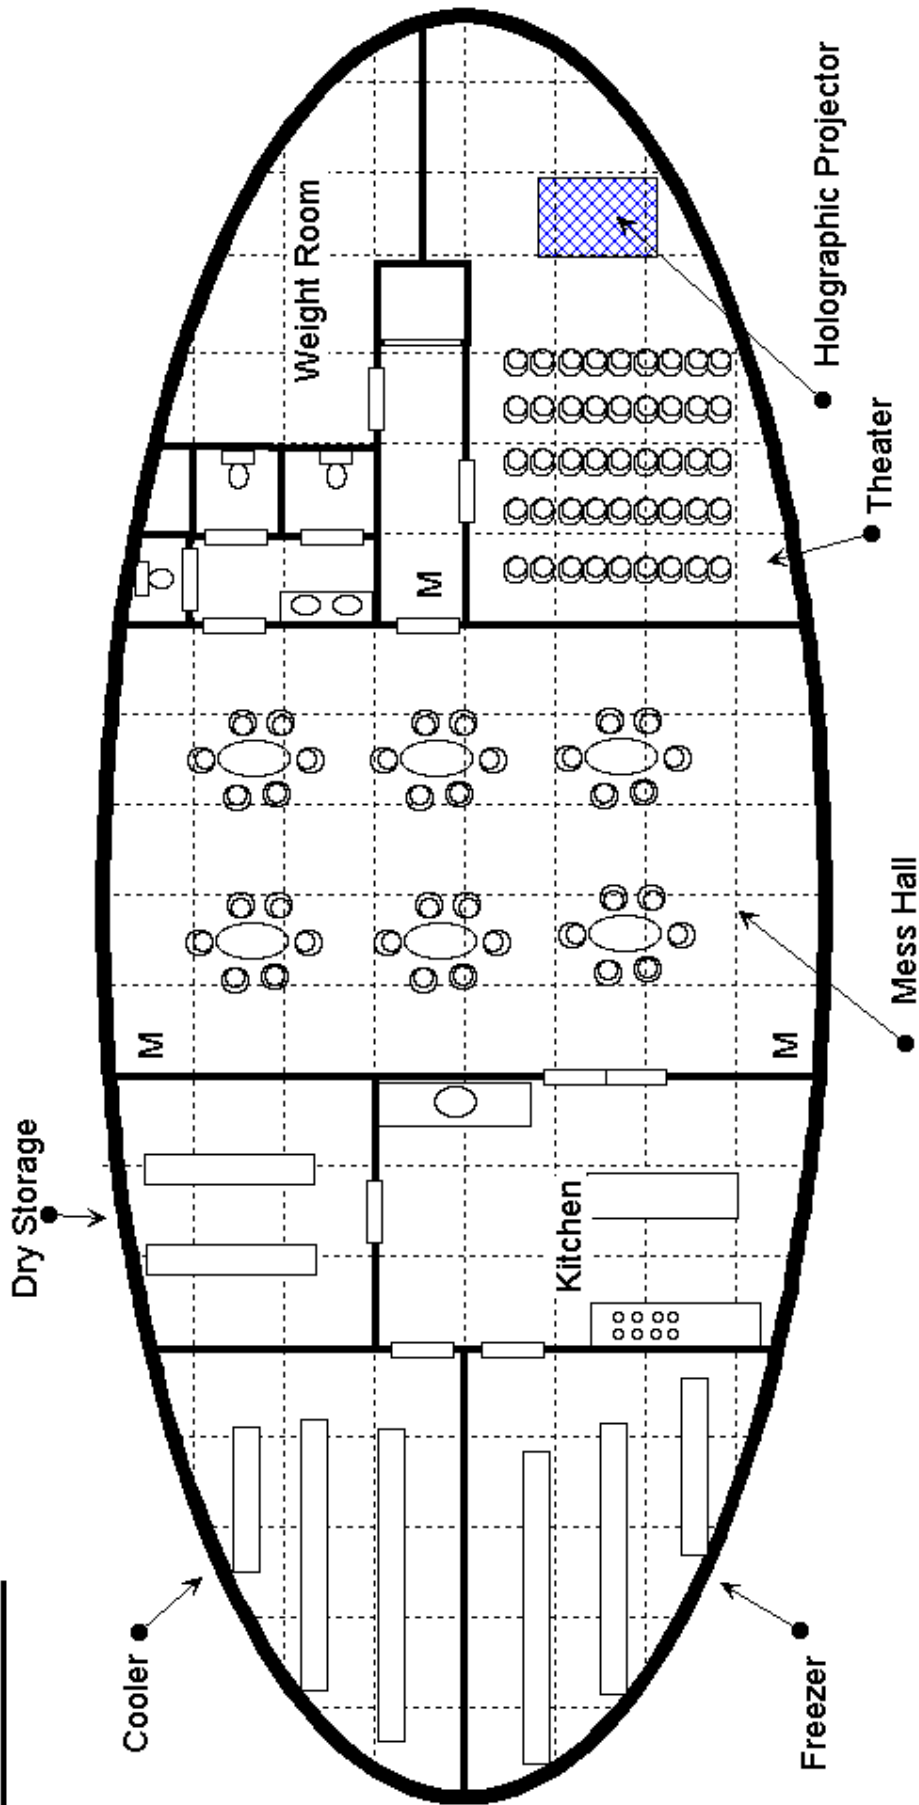 Weight Room
Holographic Projector
Theater
M
Mess Hall
M
M
Dry Storage
Kitchen
Cooler
Freezer